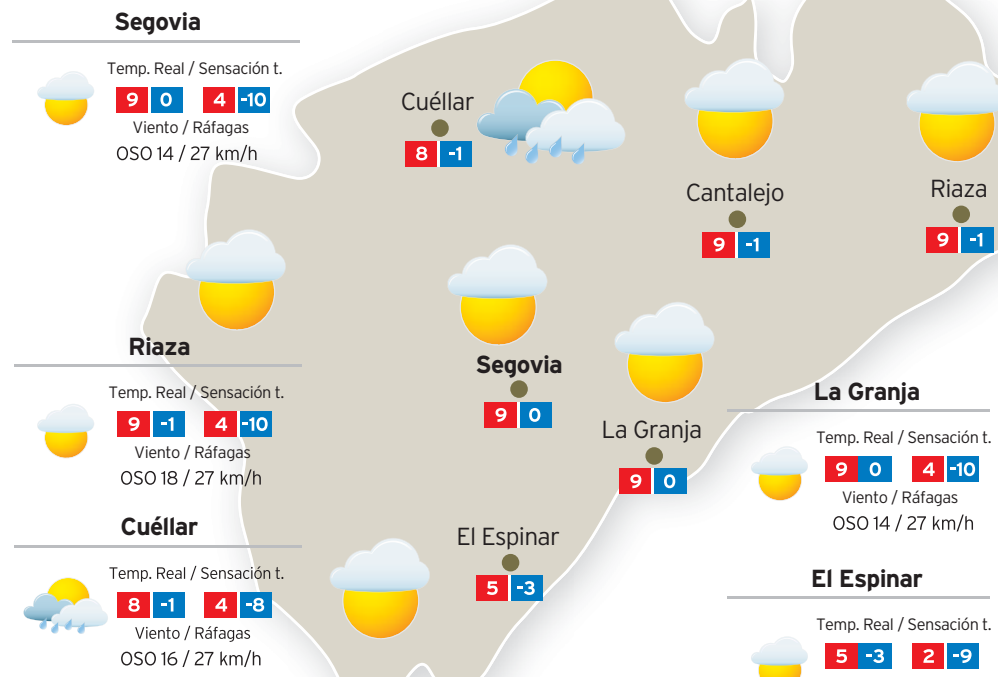 Segovia
Temp. Real / Sensación t.
9 0 4 -10
Viento / Ráfagas
OSO 14 / 27 km/h
Riaza
Temp. Real / Sensación t.
9 -1 4 -10
Viento / Ráfagas
OSO 18 / 27 km/h
Cuéllar
Temp. Real / Sensación t.
8 -1 4 -8
Viento / Ráfagas
OSO 16 / 27 km/h
Cuéllar
8 -1
Cantalejo
9 -1
Riaza
9 -1
Segovia
9 0
La Granja
9 0
El Espinar
5 -3
La Granja
Temp. Real / Sensación t.
9 0 4 -10
Viento / Ráfagas
OSO 14 / 27 km/h
El Espinar
Temp. Real / Sensación t.
5 -3 2 -9